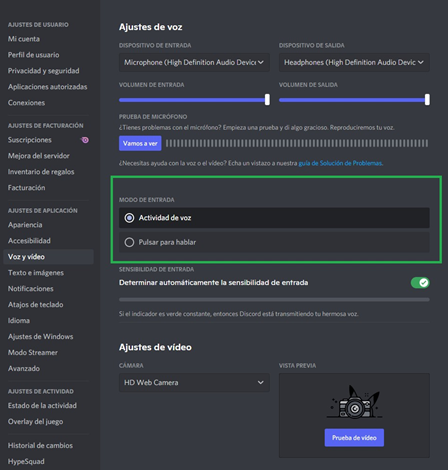 AJUSTES DE USUARIO
Mi cuenta
Perfil de usuario
Privacidad y seguridad
Aplicaciones autorizadas
Conexiones
AJUSTES DE FACTURACIÓN
Suscripciones
Mejora del servidor
Inventario de regalos
Facturación
AJUSTES DE APLICACIÓN
Apariencia
Accesibilidad
Voz y vídeo
Texto e imágenes
Notificaciones
Atajos de teclado
Idioma
Ajustes de Windows
Modo Streamer
Avanzado
AJUSTES DE ACTIVIDAD
Estado de la actividad
Overlay del juego
Historial de cambios
HypeSquad
Ajustes de voz
DISPOSITIVO DE ENTRADA
DISPOSITIVO DE SALIDA
Microphone (High Definition Audio Device
Headphones (High Definition Audio Devic
VOLUMEN DE ENTRADA
VOLUMEN DE SALIDA
PRUEBA DE MICRÓFONO
¿Tienes problemas con el micrófono? Empieza una prueba y di algo gracioso. Reproduciremos tu voz.
Vamos a ver
¿Necesitas ayuda con la voz o el vídeo? Echa un vistazo a nuestra guía de Solución de Problemas.
MODO DE ENTRADA
Actividad de voz
Pulsar para hablar
SENSIBILIDAD DE ENTRADA
Determinar automáticamente la sensibilidad de entrada
Si el indicador es verde constante, entonces Discord está transmitiendo tu hermosa voz.
Ajustes de vídeo
CÁMARA
VISTA PREVIA
HD Web Camera
Prueba de vídeo